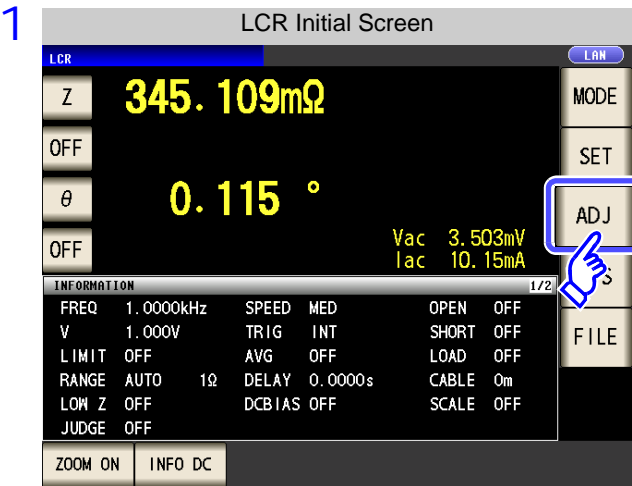 1
LCR Initial Screen
LCR
LAN
Z 345.109mΩ
MODE
OFF
SET
θ 0.115 °
ADJ
OFF
Vac 3.503mV
Iac 10.15mA
INFORMATION 1/2
FREQ 1.0000kHz SPEED MED OPEN OFF
V 1.000V TRIG INT SHORT OFF
FILE
LIMIT OFF AVG OFF LOAD OFF
RANGE AUTO 1Ω DELAY 0.0000s CABLE 0m
LOW Z OFF DCBIAS OFF SCALE OFF
JUDGE OFF
ZOOM ON INFO DC